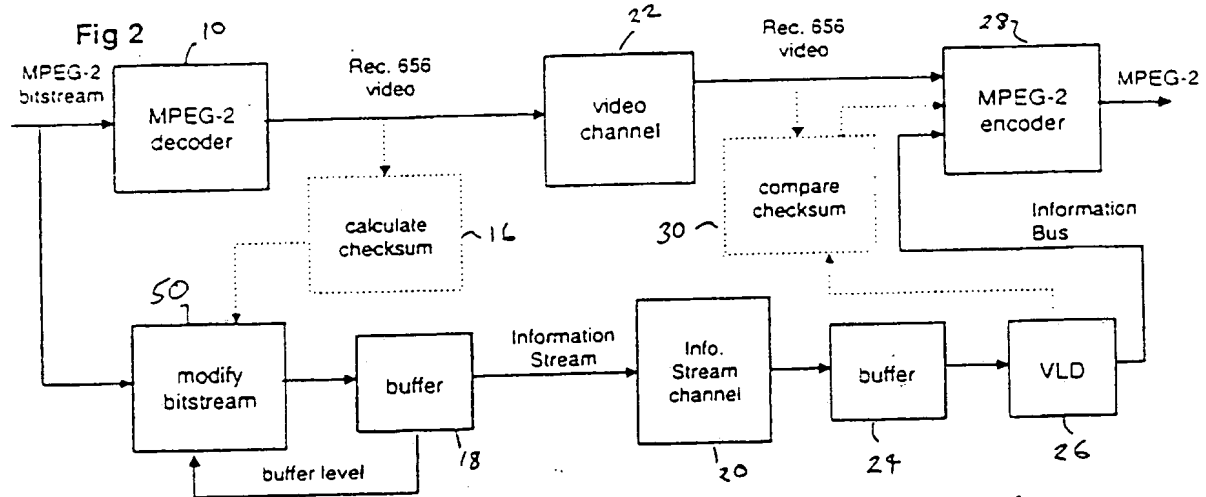 Fig 2
10
MPEG-2
bitstream
MPEG-2
decoder
Rec. 656
video
22
video
channel
Rec. 656
video
28
MPEG-2
encoder
MPEG-2
calculate
checksum
16
compare
checksum
30
Information
Bus
50
modify
bitstream
buffer
18
buffer level
Information
Stream
Info.
Stream
channel
20
buffer
24
VLD
26